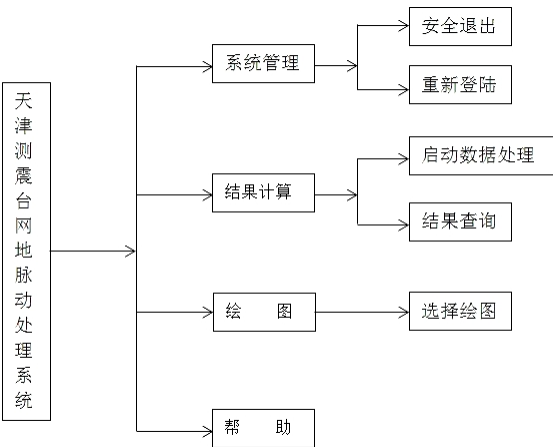 天津测震台网地脉动处理系统
系统管理
安全退出
重新登陆
结果计算
启动数据处理
结果查询
绘 图
选择绘图
帮 助